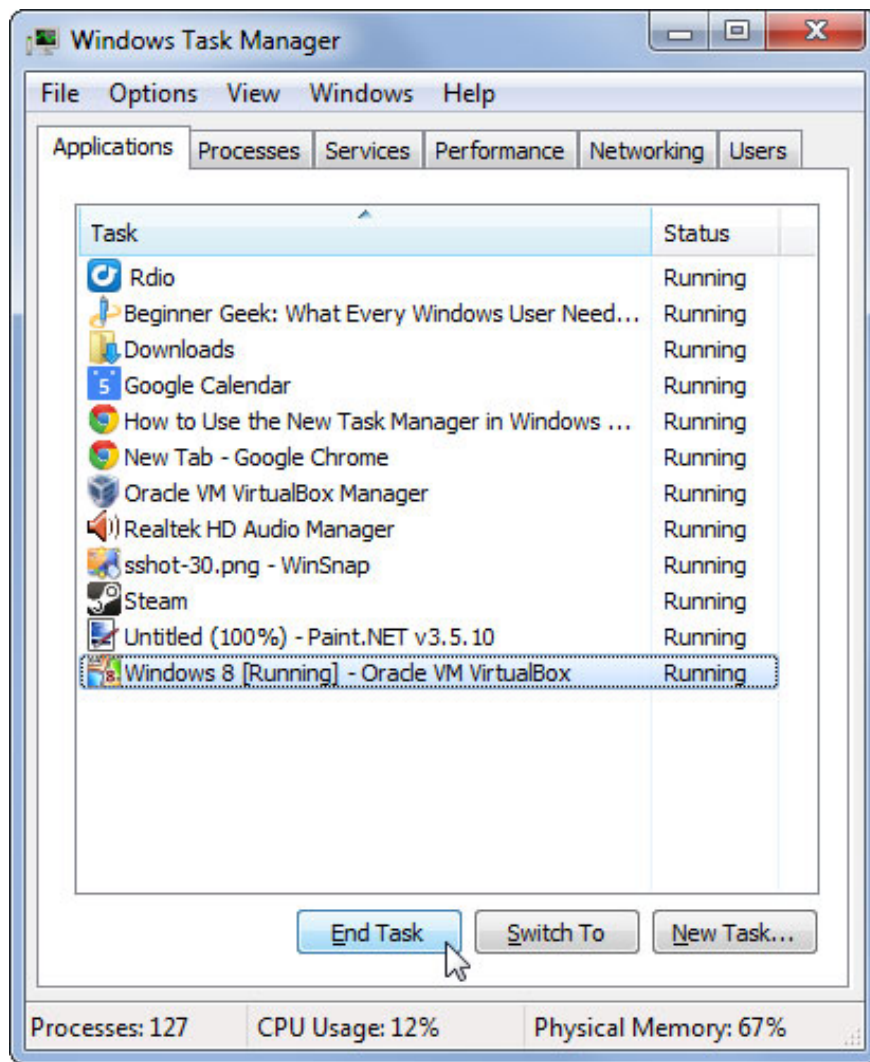 Windows Task Manager
File Options View Windows Help
Applications Processes Services Performance Networking Users
Task Status
Rdio Running
Beginner Geek: What Every Windows User Need... Running
Downloads Running
5 Google Calendar Running
How to Use the New Task Manager in Windows ... Running
New Tab - Google Chrome Running
Oracle VM VirtualBox Manager Running
Realtek HD Audio Manager Running
sshot-30.png - WinSnap Running
Steam Running
Untitled (100%) - Paint.NET v3.5.10 Running
Windows 8 [Running] - Oracle VM VirtualBox Running
End Task Switch To New Task...
Processes: 127 CPU Usage: 12% Physical Memory: 67%